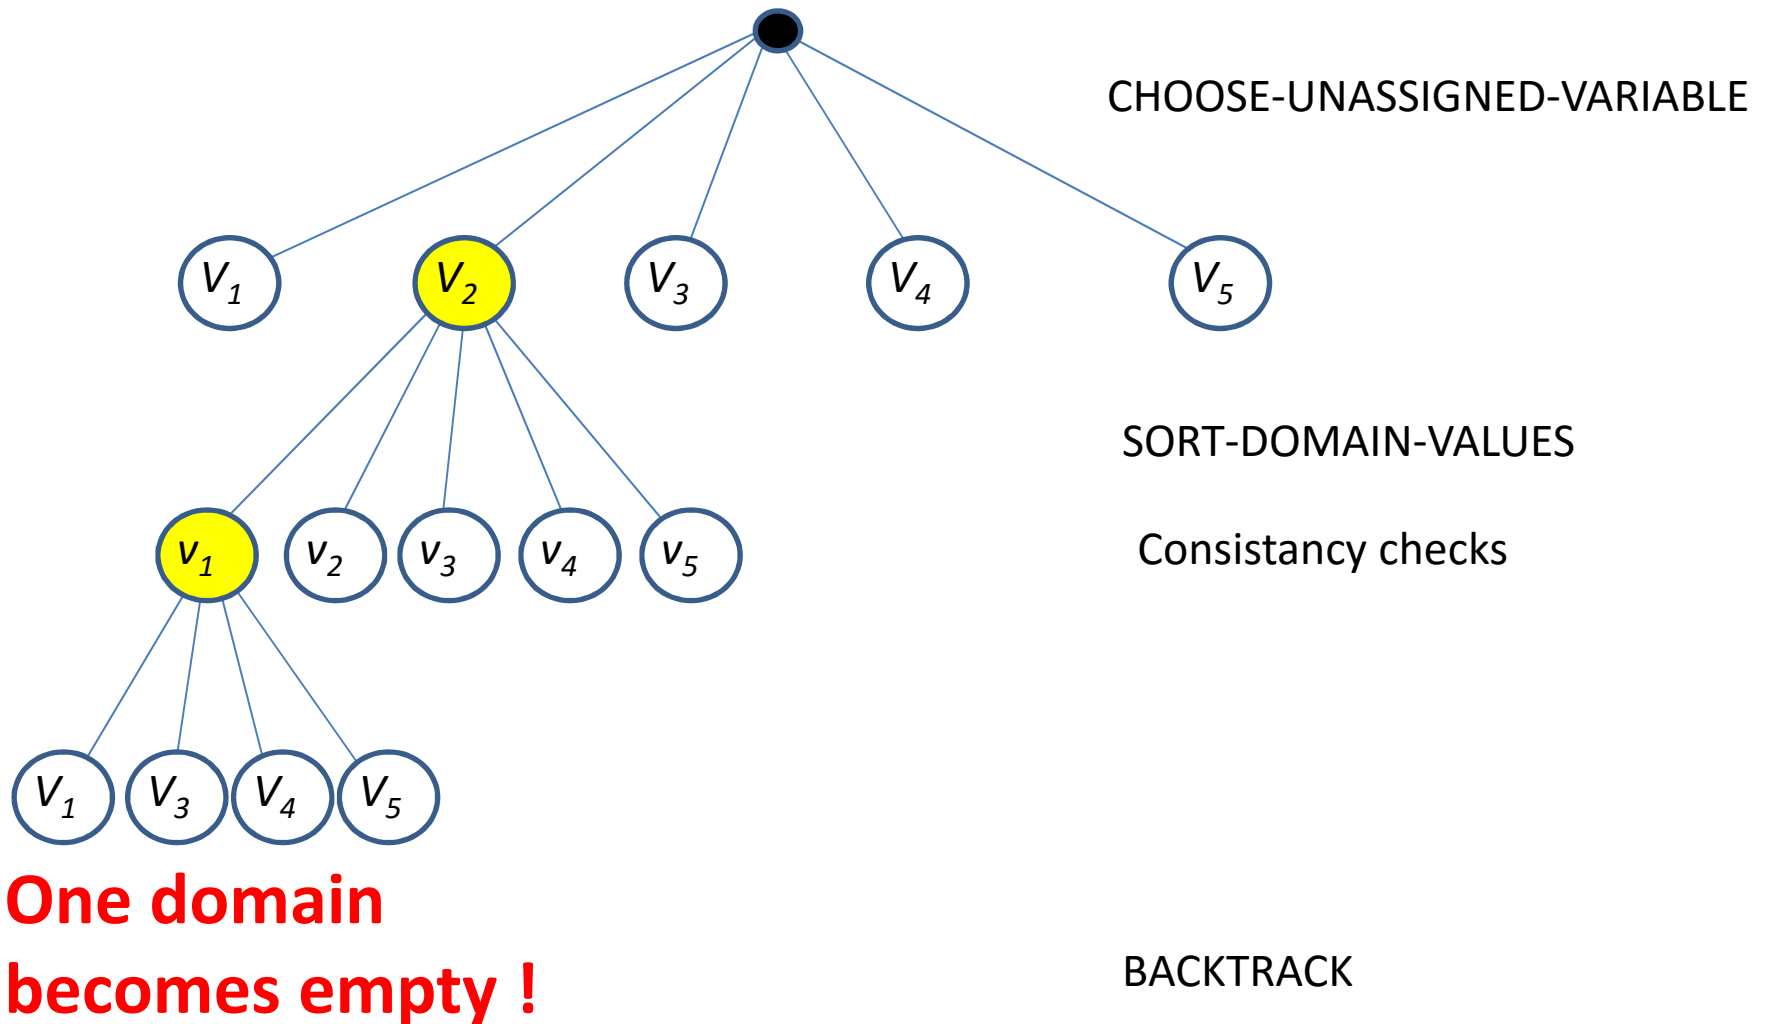 CHOOSE-UNASSIGNED-VARIABLE
V1 V2 V3 V4 V5
SORT-DOMAIN-VALUES
v1 v2 v3 v4 v5
Consistancy checks
V1 V3 V4 V5
One domain
becomes empty !
BACKTRACK